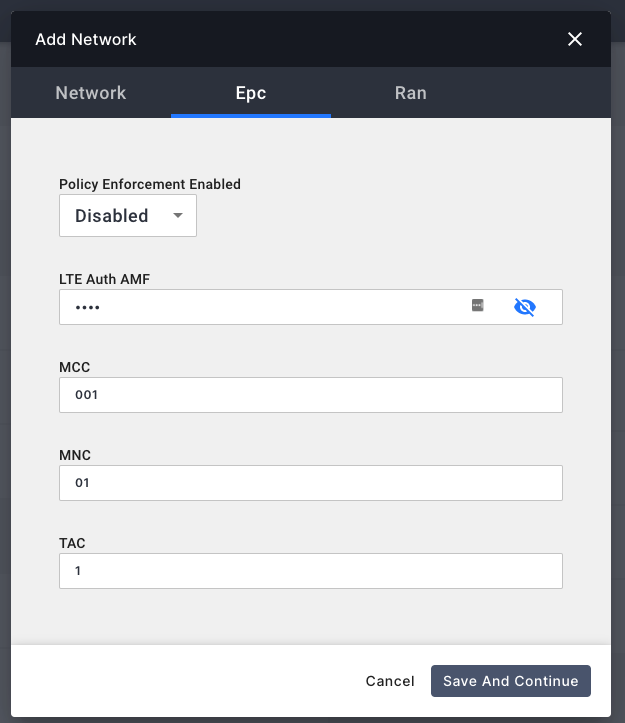 Add Network
Network Epc Ran
Policy Enforcement Enabled
Disabled
LTE Auth AMF
••••
MCC
001
MNC
01
TAC
1
Cancel Save And Continue